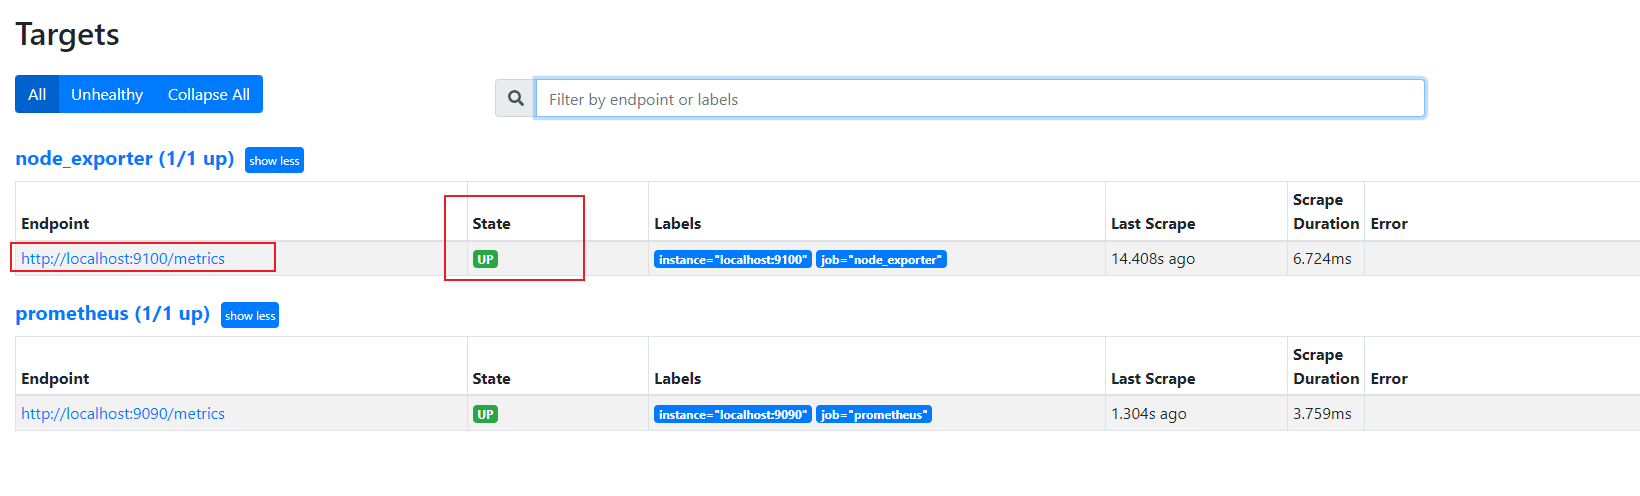 Targets
All Unhealthy Collapse All Filter by endpoint or labels
node_exporter (1/1 up) show less
Endpoint State Labels Last Scrape Scrape Duration Error
http://localhost:9100/metrics UP instance="localhost:9100" job="node_exporter" 14.408s ago 6.724ms
prometheus (1/1 up) show less
Endpoint State Labels Last Scrape Scrape Duration Error
http://localhost:9090/metrics UP instance="localhost:9090" job="prometheus" 1.304s ago 3.759ms